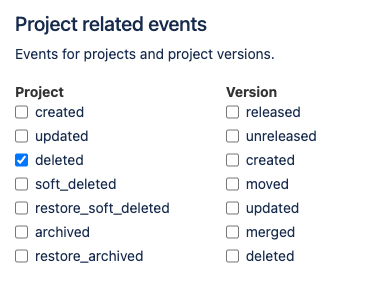 Project related events
Events for projects and project versions.
Project
created
updated
deleted
soft_deleted
restore_soft_deleted
archived
restore_archived
Version
released
unreleased
created
moved
updated
merged
deleted